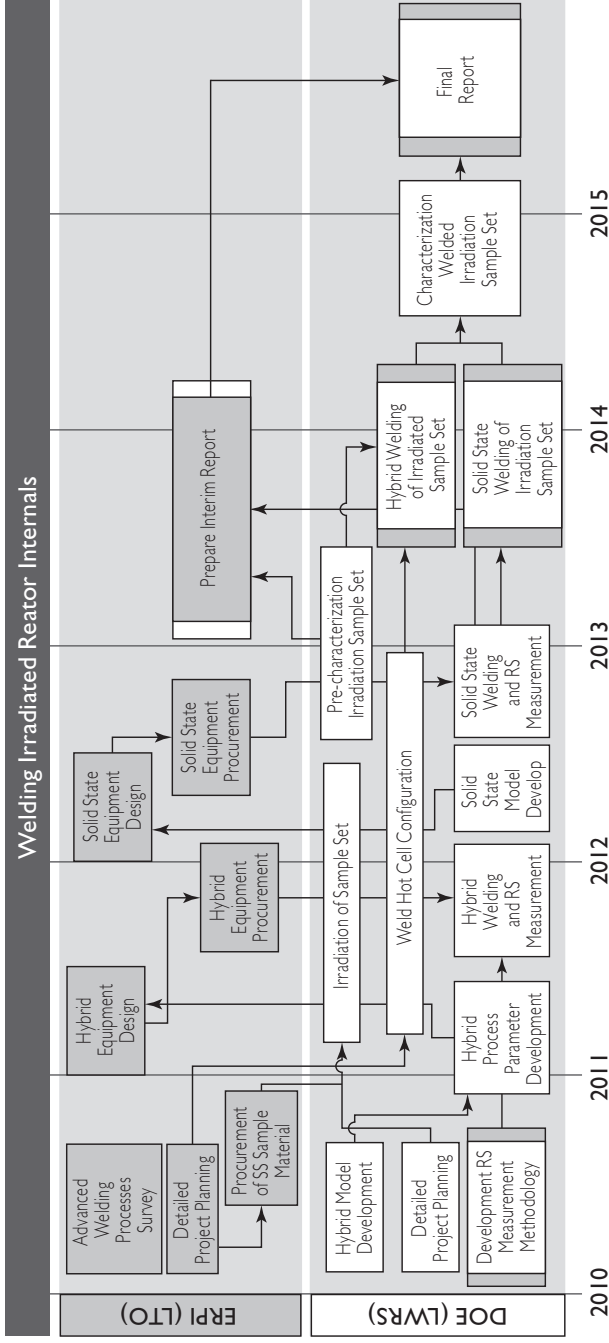 Welding Irradiated Reator Internals
ERPI (LTO)
Advanced
Welding
Processes
Survey
Detailed
Project Planning
Procurement
of SS Sample
Material
Hybrid
Equipment
Design
Hybrid
Equipment
Procurement
Solid State
Equipment
Design
Solid State
Equipment
Procurement
Prepare Interim Report
DOE (LWRS)
Hybrid Model
Development
Detailed
Project Planning
Development RS
Measurement
Methodology
Irradiation of Sample Set
Weld Hot Cell Configuration
Hybrid
Process
Parameter
Development
Hybrid
Welding
and RS
Measurement
Solid
State
Model
Develop
Pre-characterization
Irradiation Sample Set
Solid State
Welding
and RS
Measurement
Hybrid Welding
of Irradiated
Sample Set
Solid State
Welding of
Irradiation
Sample Set
Characterization
Welded
Irradiation
Sample Set
Final
Report
2010
2011
2012
2013
2014
2015